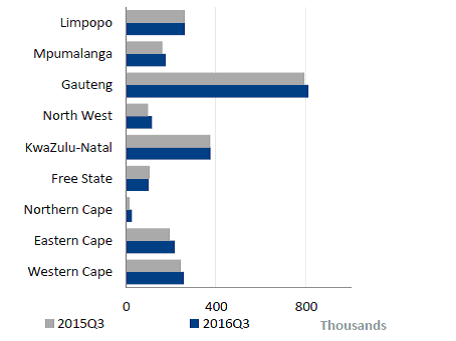 Limpopo
Mpumalanga
Gauteng
North West
KwaZulu-Natal
Free State
Northern Cape
Eastern Cape
Western Cape
0 400 800
2015Q3 2016Q3 Thousands